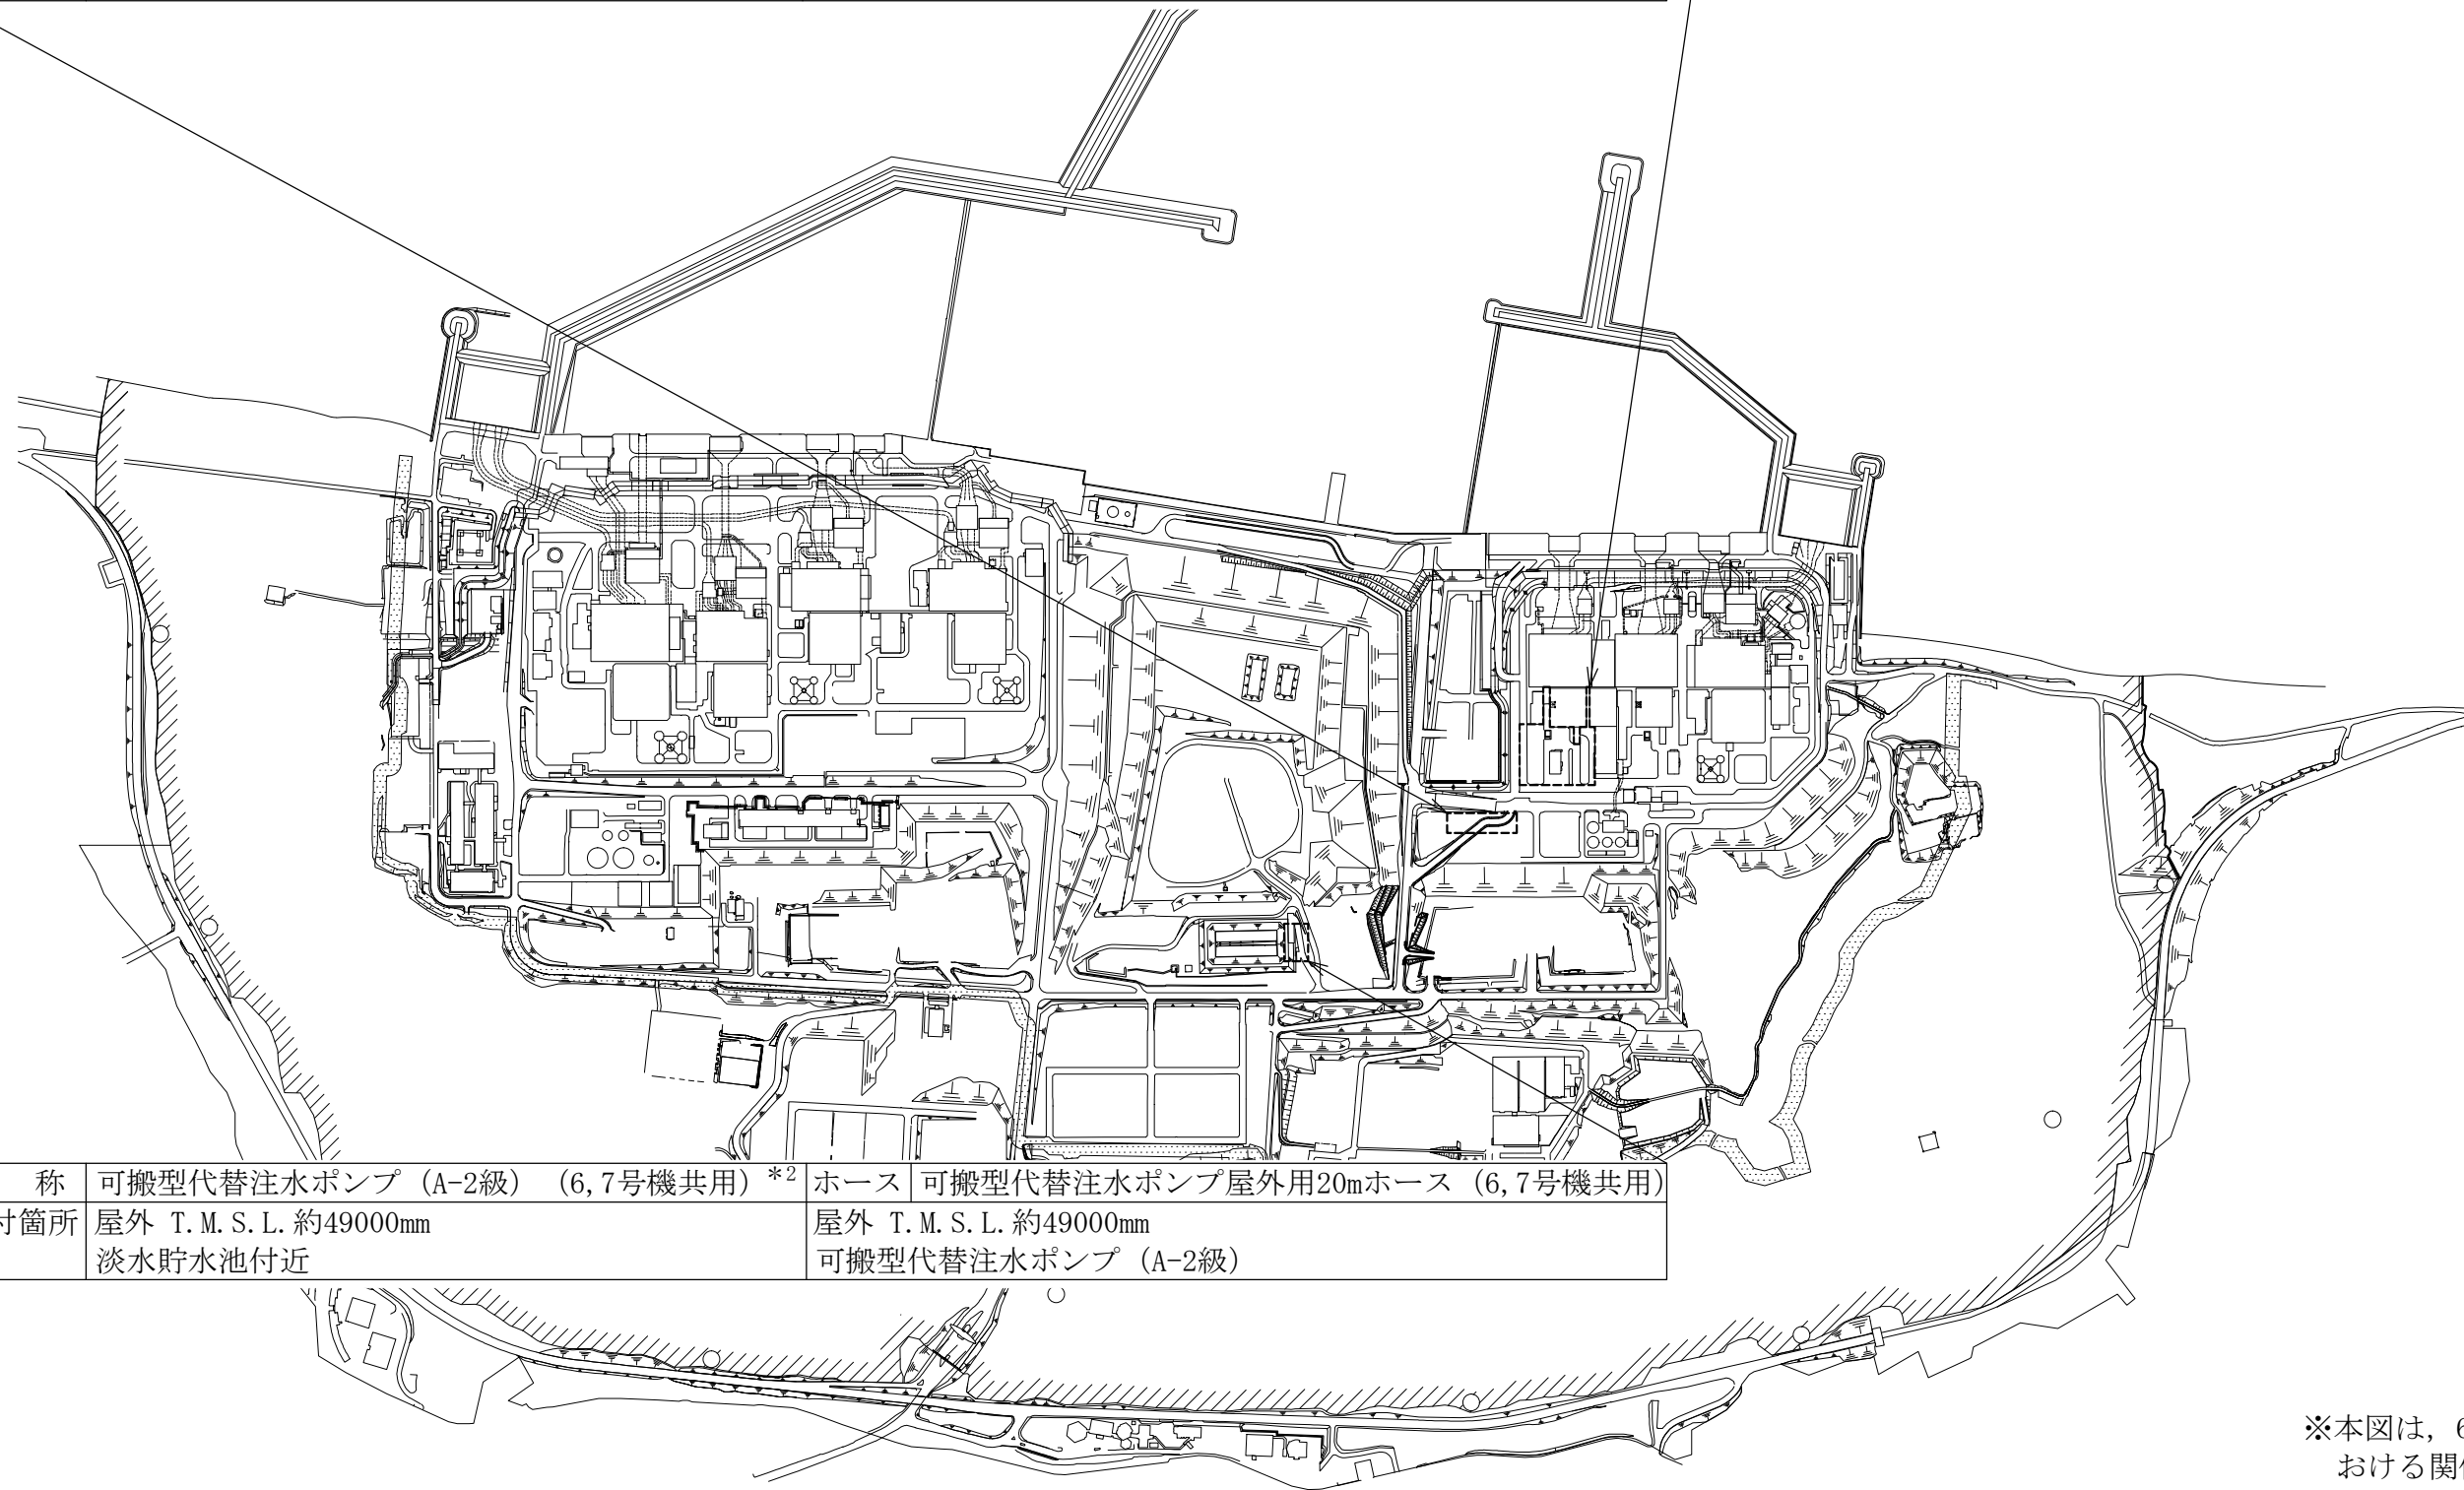 称 可搬型代替注水ポンプ（A-2級）（6,7号機共用）*2 ホース 可搬型代替注水ポンプ屋外用20mホース（6,7号機共用）
付箇所 屋外 T.M.S.L.約49000mm 屋外 T.M.S.L.約49000mm
淡水貯水池付近 可搬型代替注水ポンプ（A-2級）
※本図は，6
おける関